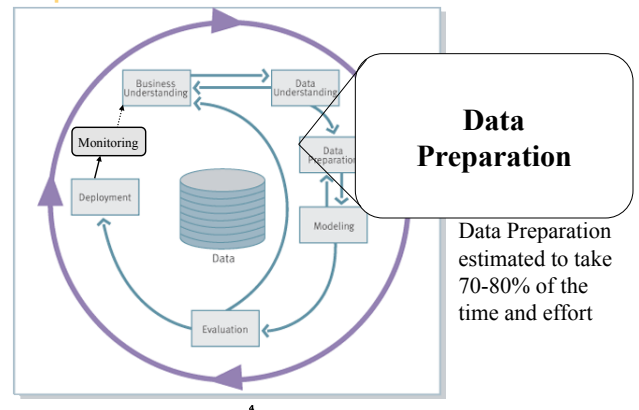 Business
Understanding
Data
Understanding
Data
Preparation
Monitoring
Deployment
Data
Modeling
Evaluation
Data
Preparation
Data Preparation
estimated to take
70-80% of the
time and effort
4